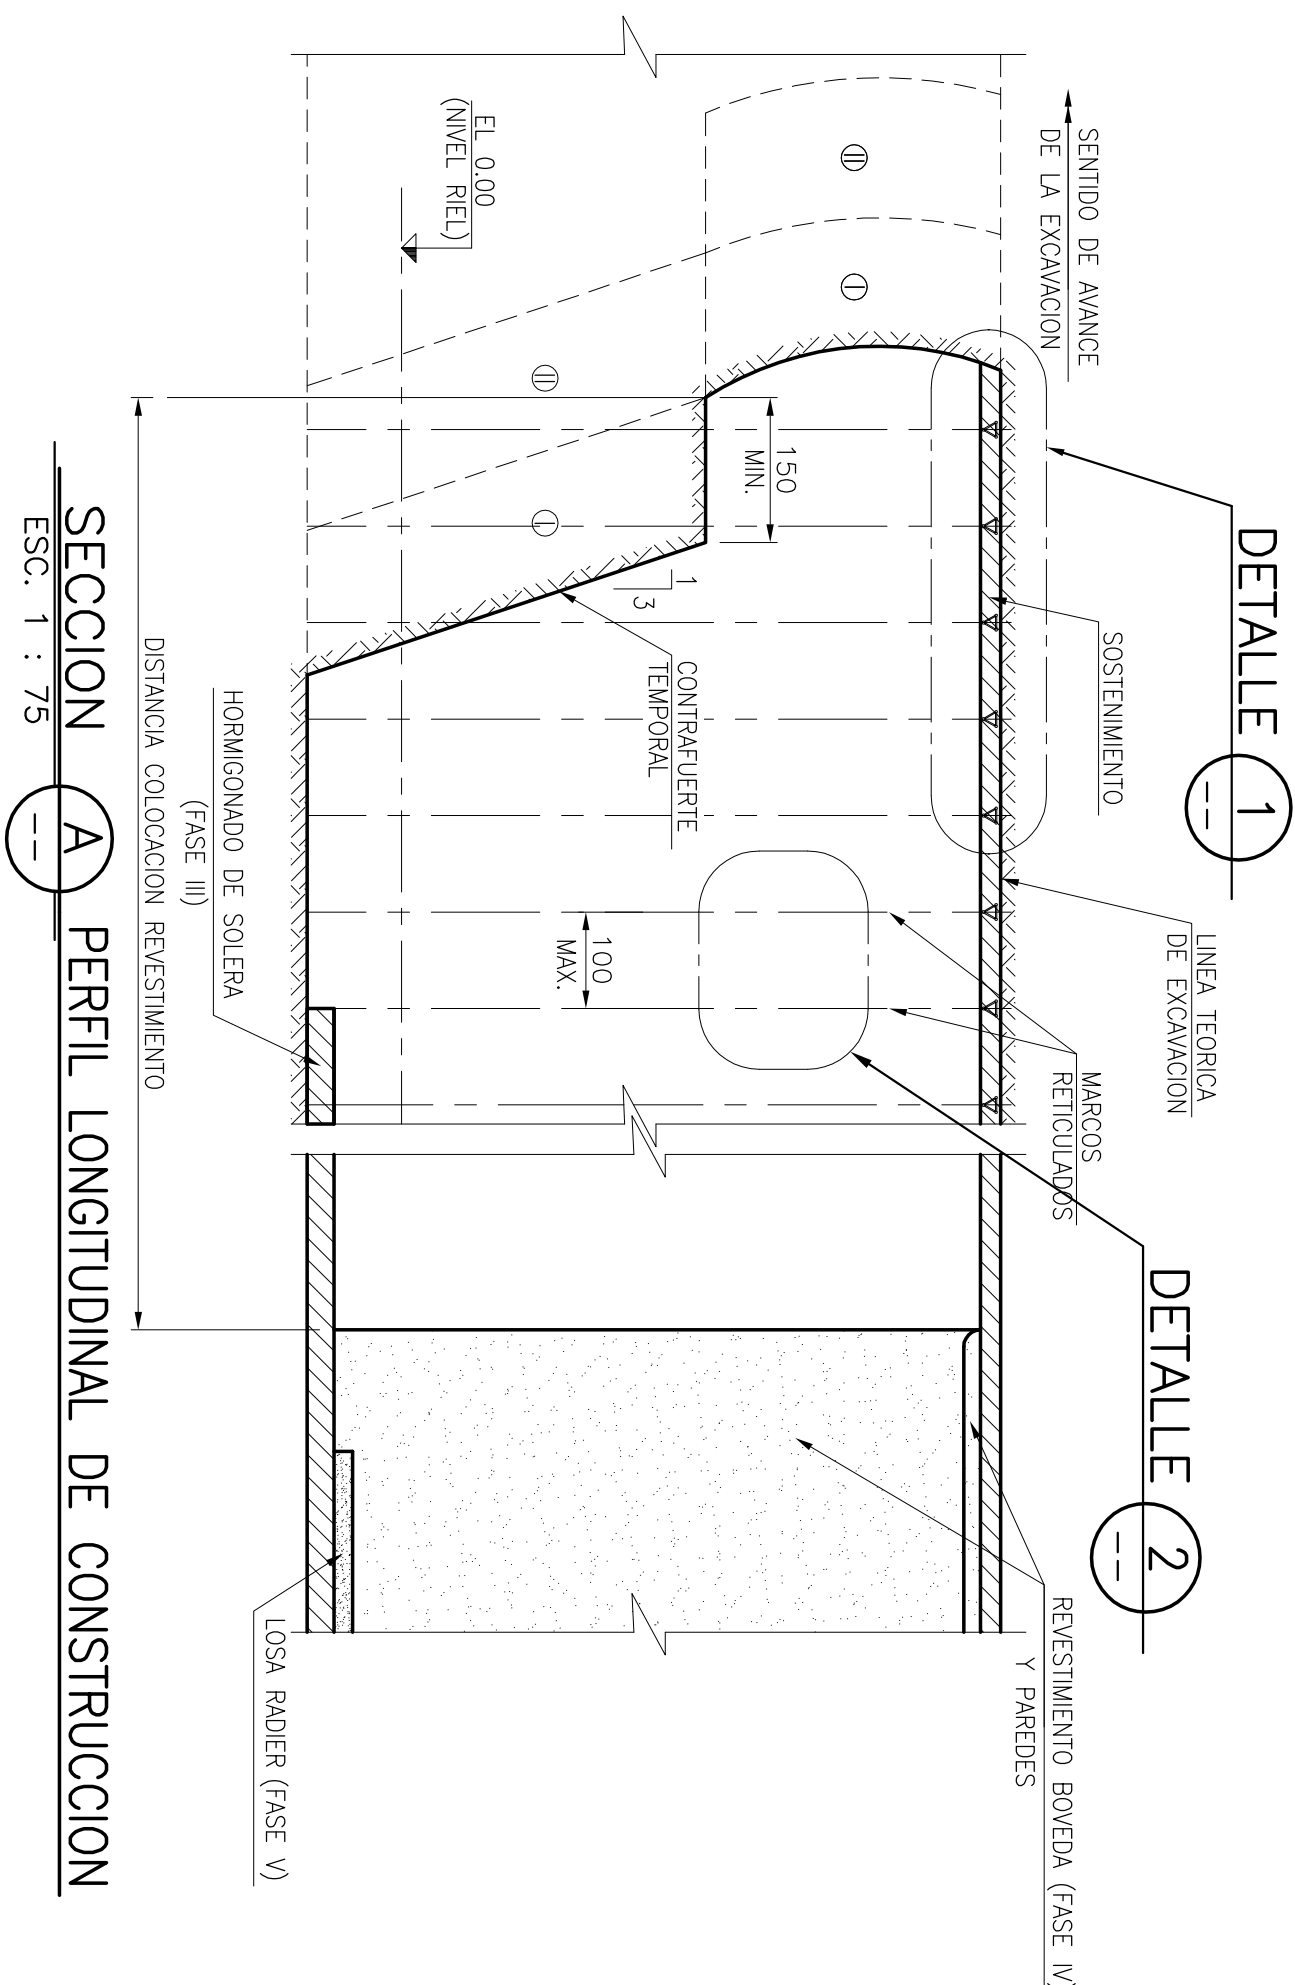 DETALLE 1
--
DETALLE 2
--
SENTIDO DE AVANCE
DE LA EXCAVACION
SOSTENIMIENTO
LINEA TEORICA
DE EXCAVACION
MARCOS
RETICULADOS
REVESTIMIENTO BOVEDA (FASE IV)
Y PAREDES
II
I
150
MIN.
1
3
CONTRAFUERTE
TEMPORAL
100
MAX.
II
I
EL 0.00
(NIVEL RIEL)
HORMIGONADO DE SOLERA
(FASE III)
LOSA RADIER (FASE V)
DISTANCIA COLOCACION REVESTIMIENTO
SECCION A PERFIL LONGITUDINAL DE CONSTRUCCION
ESC. 1 : 75 --